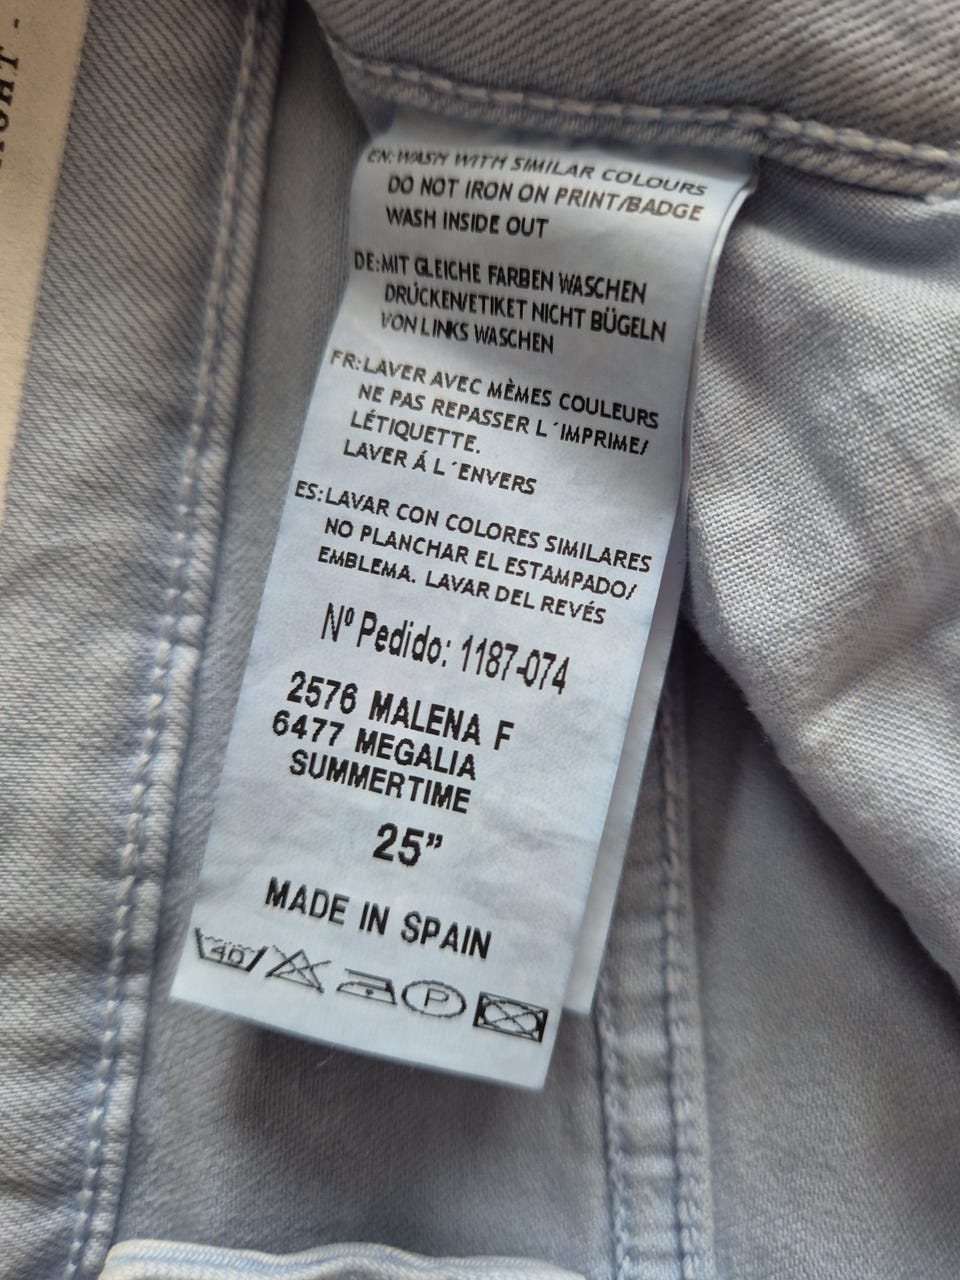 EN: WASH WITH SIMILAR COLOURS
DO NOT IRON ON PRINT/BADGE
WASH INSIDE OUT
DE:MIT GLEICHE FARBEN WASCHEN
DRÚCKEN/ETIKET NICHT BÜGELN
VON LINKS WASCHEN
FR:LAVER AVEC MÈMES COULEURS
NE PAS REPASSER L´IMPRIME/
LÉTIQUETTE.
LAVER Á L´ENVERS
ES:LAVAR CON COLORES SIMILARES
NO PLANCHAR EL ESTAMPADO/
EMBLEMA. LAVAR DEL REVÉS
Nº Pedido: 1187-074
2576 MALENA F
6477 MEGALIA
SUMMERTIME
25”
MADE IN SPAIN
40 P